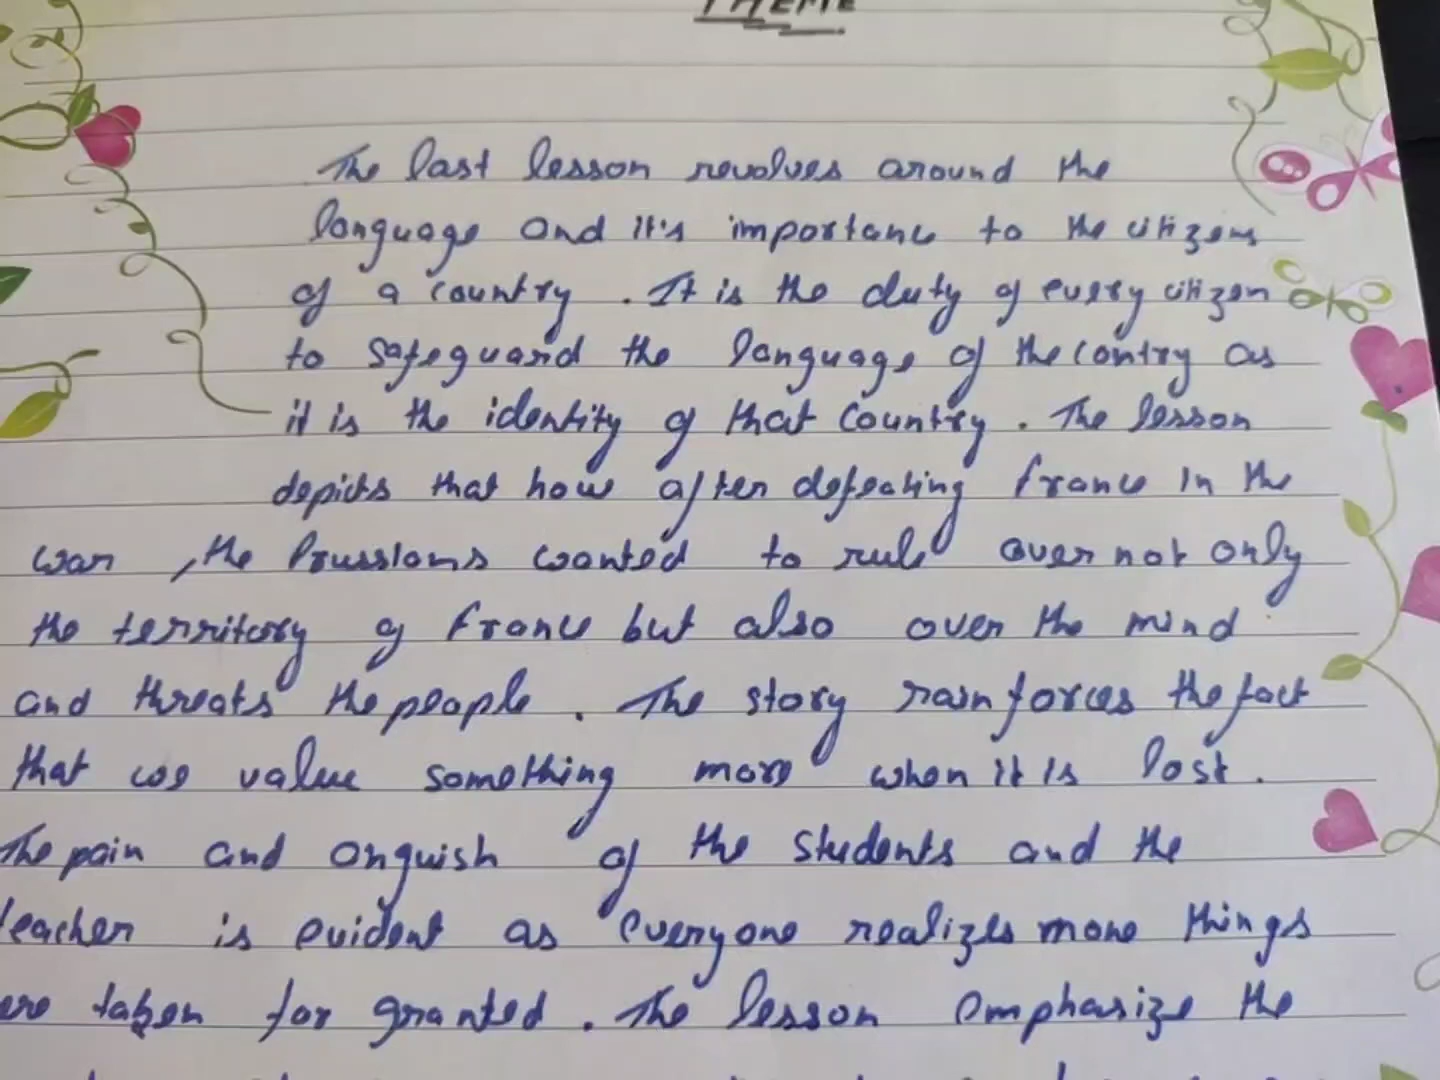 THEME
The last lesson revolves around the
language and it's importance to the citizens
of a country . It is the duty of every citizen
to safeguard the language of the contry as
it is the identity of that country . The lesson
depicts that how after defeating france in the
war , the Prussians wanted to rule over not only
the territory of france but also over the mind
and threats the people . The story rainforces the fact
that we value something more when it is lost .
The pain and anguish of the students and the
teacher is evident as everyone realizes more things
are taken for granted . The lesson emphasize the